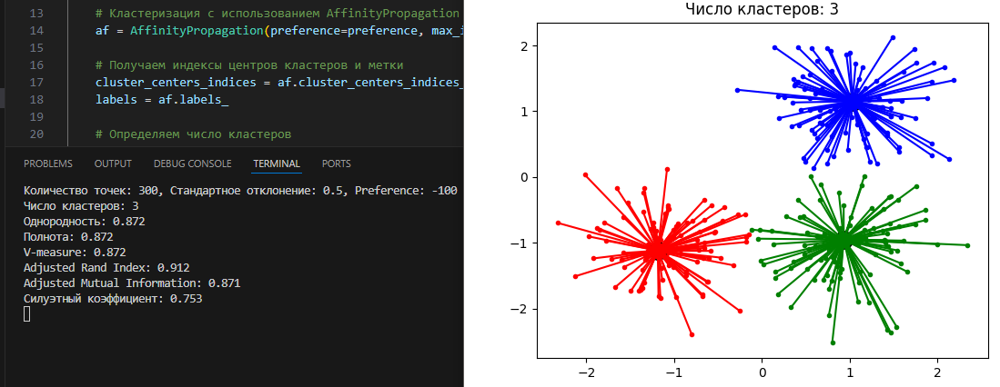 13 # Кластеризация с использованием AffinityPropagation
14 af = AffinityPropagation(preference=preference, max_i
15
16 # Получаем индексы центров кластеров и метки
17 cluster_centers_indices = af.cluster_centers_indices_
18 labels = af.labels_
19
20 # Определяем число кластеров
PROBLEMS OUTPUT DEBUG CONSOLE TERMINAL PORTS
Количество точек: 300, Стандартное отклонение: 0.5, Preference: -100
Число кластеров: 3
Однородность: 0.872
Полнота: 0.872
V-measure: 0.872
Adjusted Rand Index: 0.912
Adjusted Mutual Information: 0.871
Силуэтный коэффициент: 0.753
Число кластеров: 3
2
1
0
−1
−2
−2 −1 0 1 2